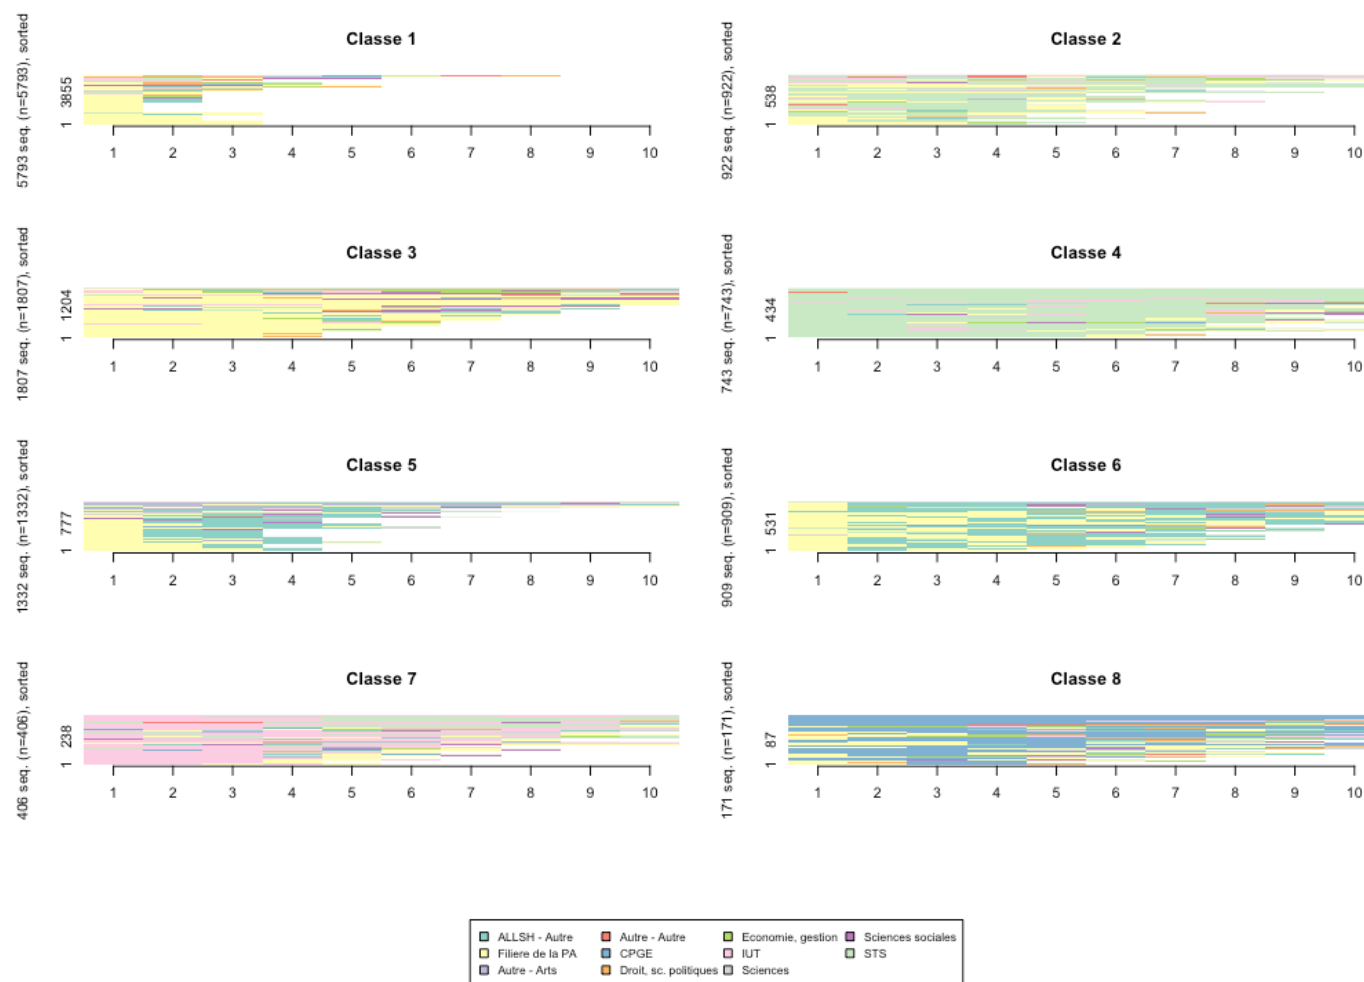 Classe 1
5793 seq. (n=5793), sorted
1 3855
1 2 3 4 5 6 7 8 9 10
Classe 2
922 seq. (n=922), sorted
1 538
1 2 3 4 5 6 7 8 9 10
Classe 3
1807 seq. (n=1807), sorted
1 1204
1 2 3 4 5 6 7 8 9 10
Classe 4
743 seq. (n=743), sorted
1 434
1 2 3 4 5 6 7 8 9 10
Classe 5
1332 seq. (n=1332), sorted
1 777
1 2 3 4 5 6 7 8 9 10
Classe 6
909 seq. (n=909), sorted
1 531
1 2 3 4 5 6 7 8 9 10
Classe 7
406 seq. (n=406), sorted
1 238
1 2 3 4 5 6 7 8 9 10
Classe 8
171 seq. (n=171), sorted
1 87
1 2 3 4 5 6 7 8 9 10
ALLSH - Autre Autre - Autre Economie, gestion Sciences sociales
Filiere de la PA CPGE IUT STS
Autre - Arts Droit, sc. politiques Sciences